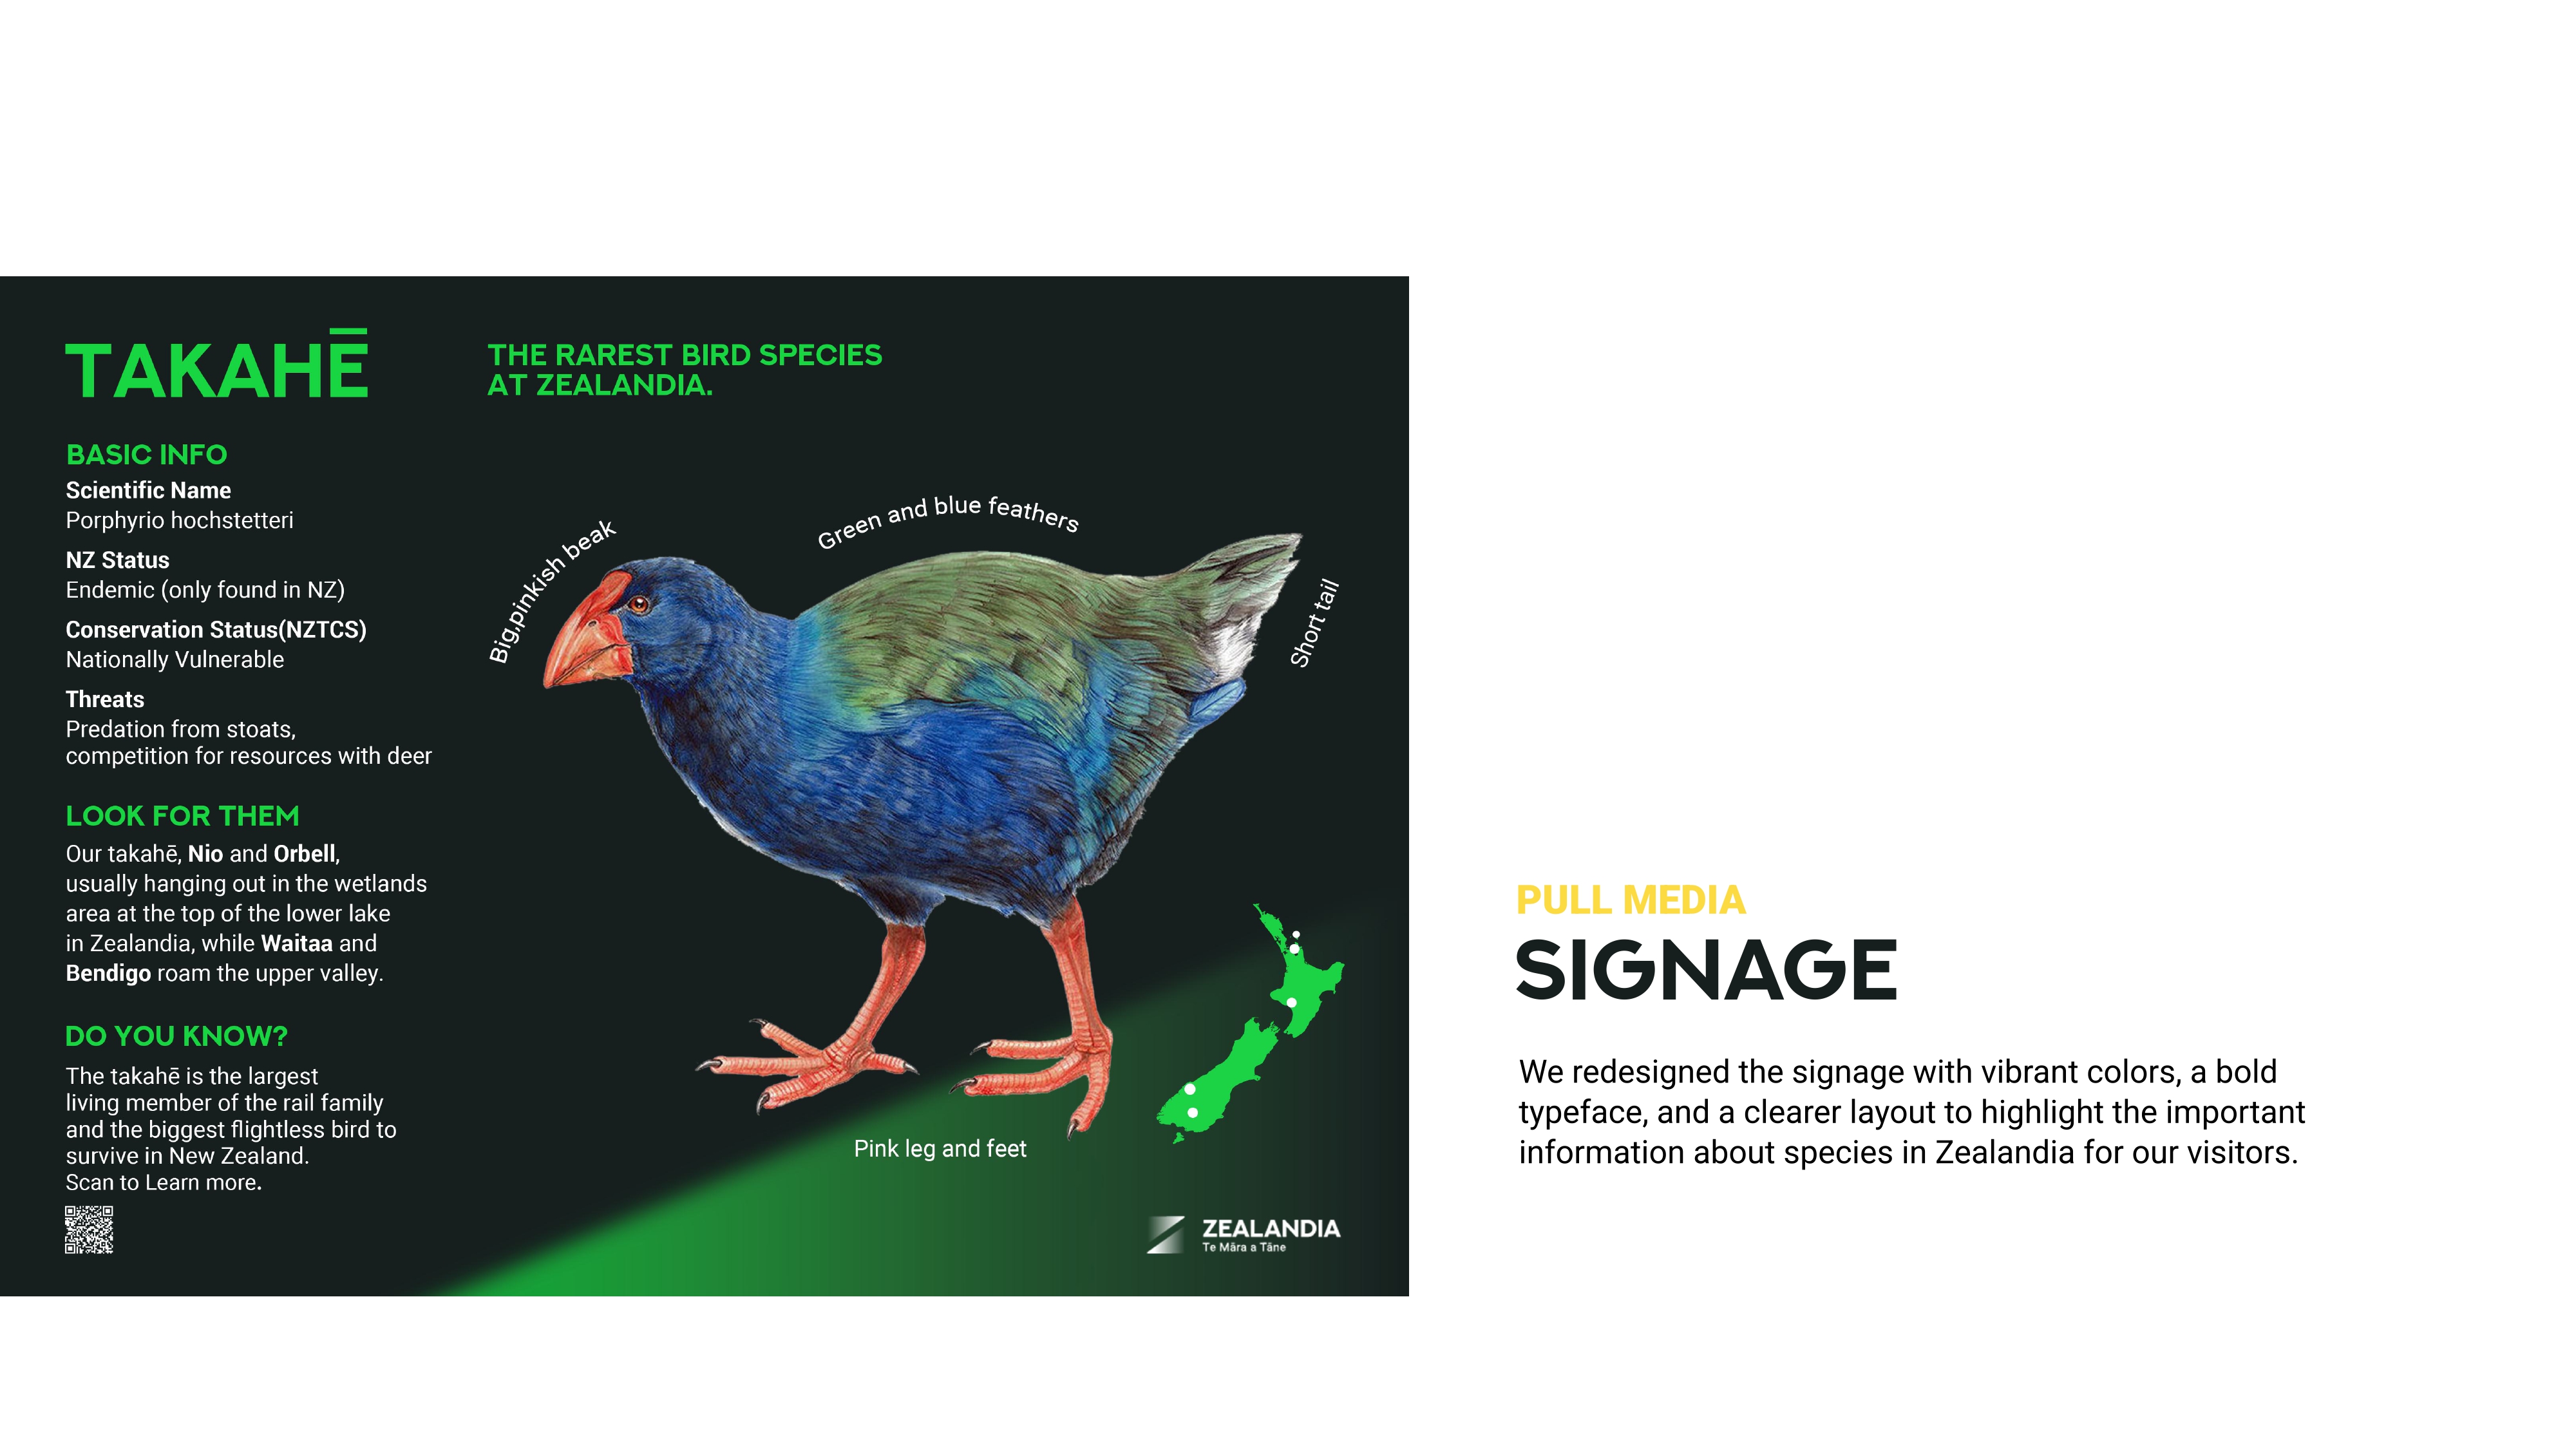 TAKAHĒ
THE RAREST BIRD SPECIES
AT ZEALANDIA.
BASIC INFO
Scientific Name
Porphyrio hochstetteri
NZ Status
Endemic (only found in NZ)
Conservation Status(NZTCS)
Nationally Vulnerable
Threats
Predation from stoats,
competition for resources with deer
LOOK FOR THEM
Our takahē, Nio and Orbell,
usually hanging out in the wetlands
area at the top of the lower lake
in Zealandia, while Waitaa and
Bendigo roam the upper valley.
DO YOU KNOW?
The takahē is the largest
living member of the rail family
and the biggest flightless bird to
survive in New Zealand.
Scan to Learn more.
Big,pinkish beak
Green and blue feathers
Short tail
Pink leg and feet
ZEALANDIA
Te Māra a Tāne
PULL MEDIA
SIGNAGE
We redesigned the signage with vibrant colors, a bold
typeface, and a clearer layout to highlight the important
information about species in Zealandia for our visitors.